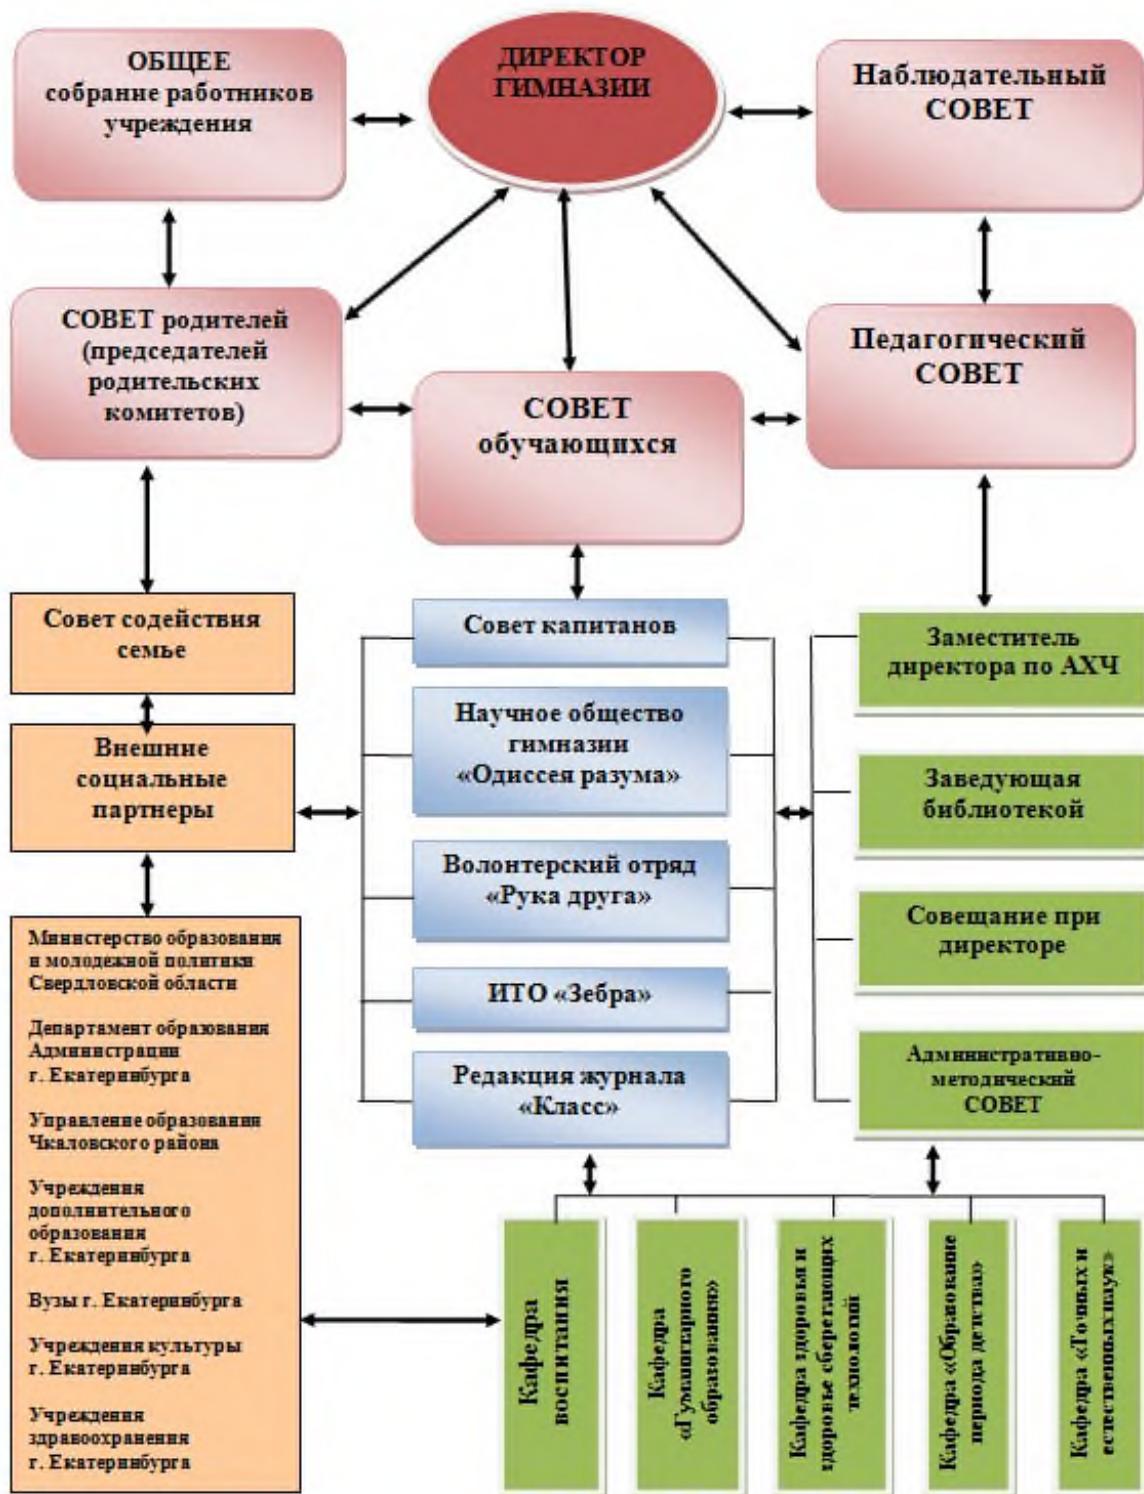 ДИРЕКТОР
ГИМНАЗИИ
ОБЩЕЕ
собрание работников
учреждения
Наблюдательный
СОВЕТ
СОВЕТ родителей
(председателей
родительских
комитетов)
СОВЕТ
обучающихся
Педагогический
СОВЕТ
Совет содействия
семье
Внешние
социальные
партнеры
Министерство образования
и молодежной политики
Свердловской области
Департамент образования
Администрации
г. Екатеринбурга
Управление образования
Чкаловского района
Учреждения
дополнительного
образования
г. Екатеринбурга
Вузы г. Екатеринбурга
Учреждения культуры
г. Екатеринбурга
Учреждения
здравоохранения
г. Екатеринбурга
Совет капитанов
Научное общество
гимназии
«Одиссея разума»
Волонтерский отряд
«Рука друга»
ИТО «Зебра»
Редакция журнала
«Класс»
Заместитель
директора по АХЧ
Заведующая
библиотекой
Совещание при
директоре
Административно-
методический
СОВЕТ
Кафедра
воспитания
Кафедра
«Гуманитарного
образования»
Кафедра здоровья и
здоровье сберегающих
технологий
Кафедра «Образование
периода детства»
Кафедра «Точных и
естественных наук»